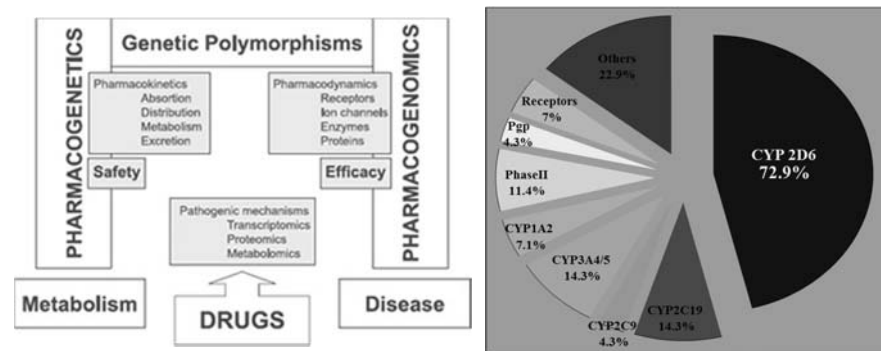 Genetic Polymorphisms
PHARMACOGENETICS
Pharmacokinetics
Absortion
Distribution
Metabolism
Excretion
Safety
Pharmacodynamics
Receptors
Ion channels
Enzymes
Proteins
Efficacy
PHARMACOGENOMICS
Pathogenic mechanisms
Transcriptomics
Proteomics
Metabolomics
Metabolism
DRUGS
Disease
Others
22.9%
Receptors
7%
Pgp
4.3%
PhaseII
11.4%
CYP1A2
7.1%
CYP3A4/5
14.3%
CYP2C9
4.3%
CYP2C19
14.3%
CYP 2D6
72.9%